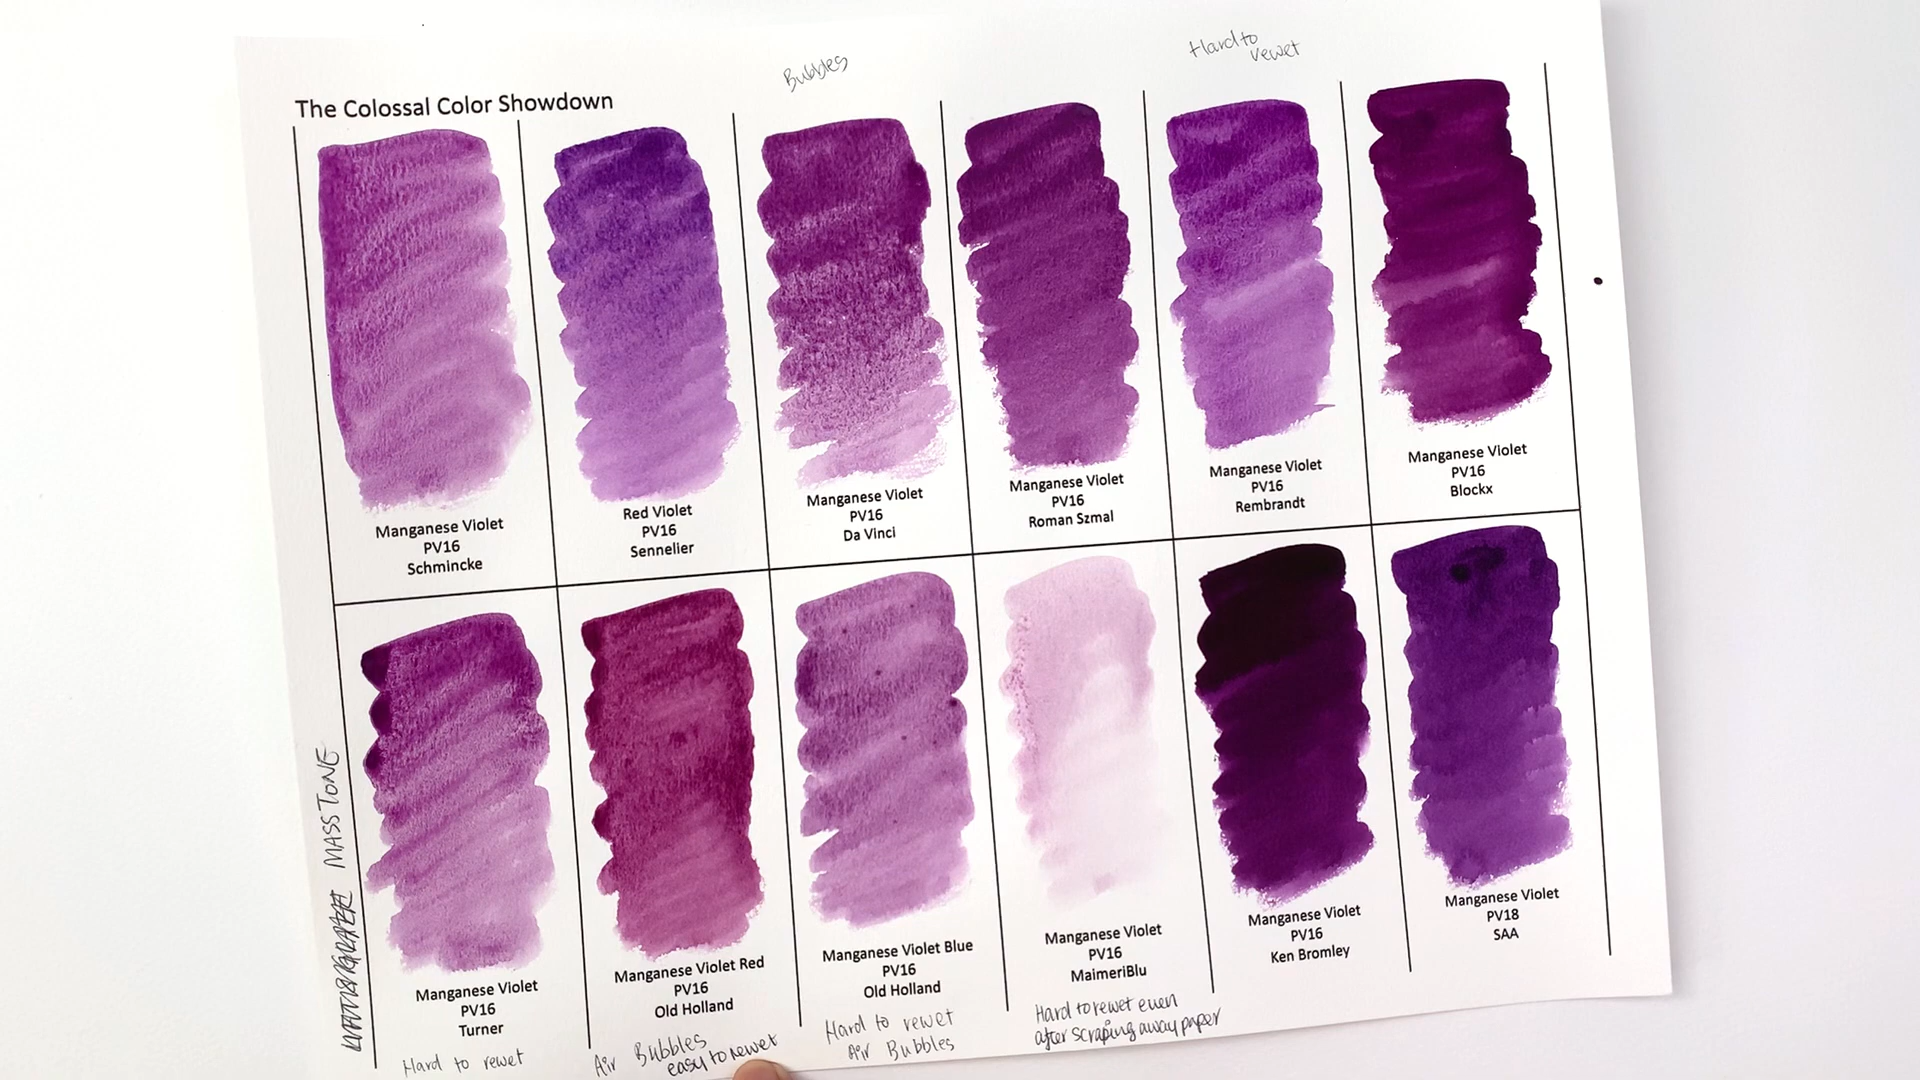 Bubbles
Hard to
rewet
The Colossal Color Showdown
Manganese Violet
PV16
Schmincke
Red Violet
PV16
Sennelier
Manganese Violet
PV16
Da Vinci
Manganese Violet
PV16
Roman Szmal
Manganese Violet
PV16
Rembrandt
Manganese Violet
PV16
Blockx
MASSTONE
Manganese Violet
PV16
Turner
Hard to rewet
Manganese Violet Red
PV16
Old Holland
Air Bubbles
easy to rewet
Manganese Violet Blue
PV16
Old Holland
Hard to rewet
Air Bubbles
Manganese Violet
PV16
MaimeriBlu
Hard to rewet even
after scraping away paper
Manganese Violet
PV16
Ken Bromley
Manganese Violet
PV18
SAA